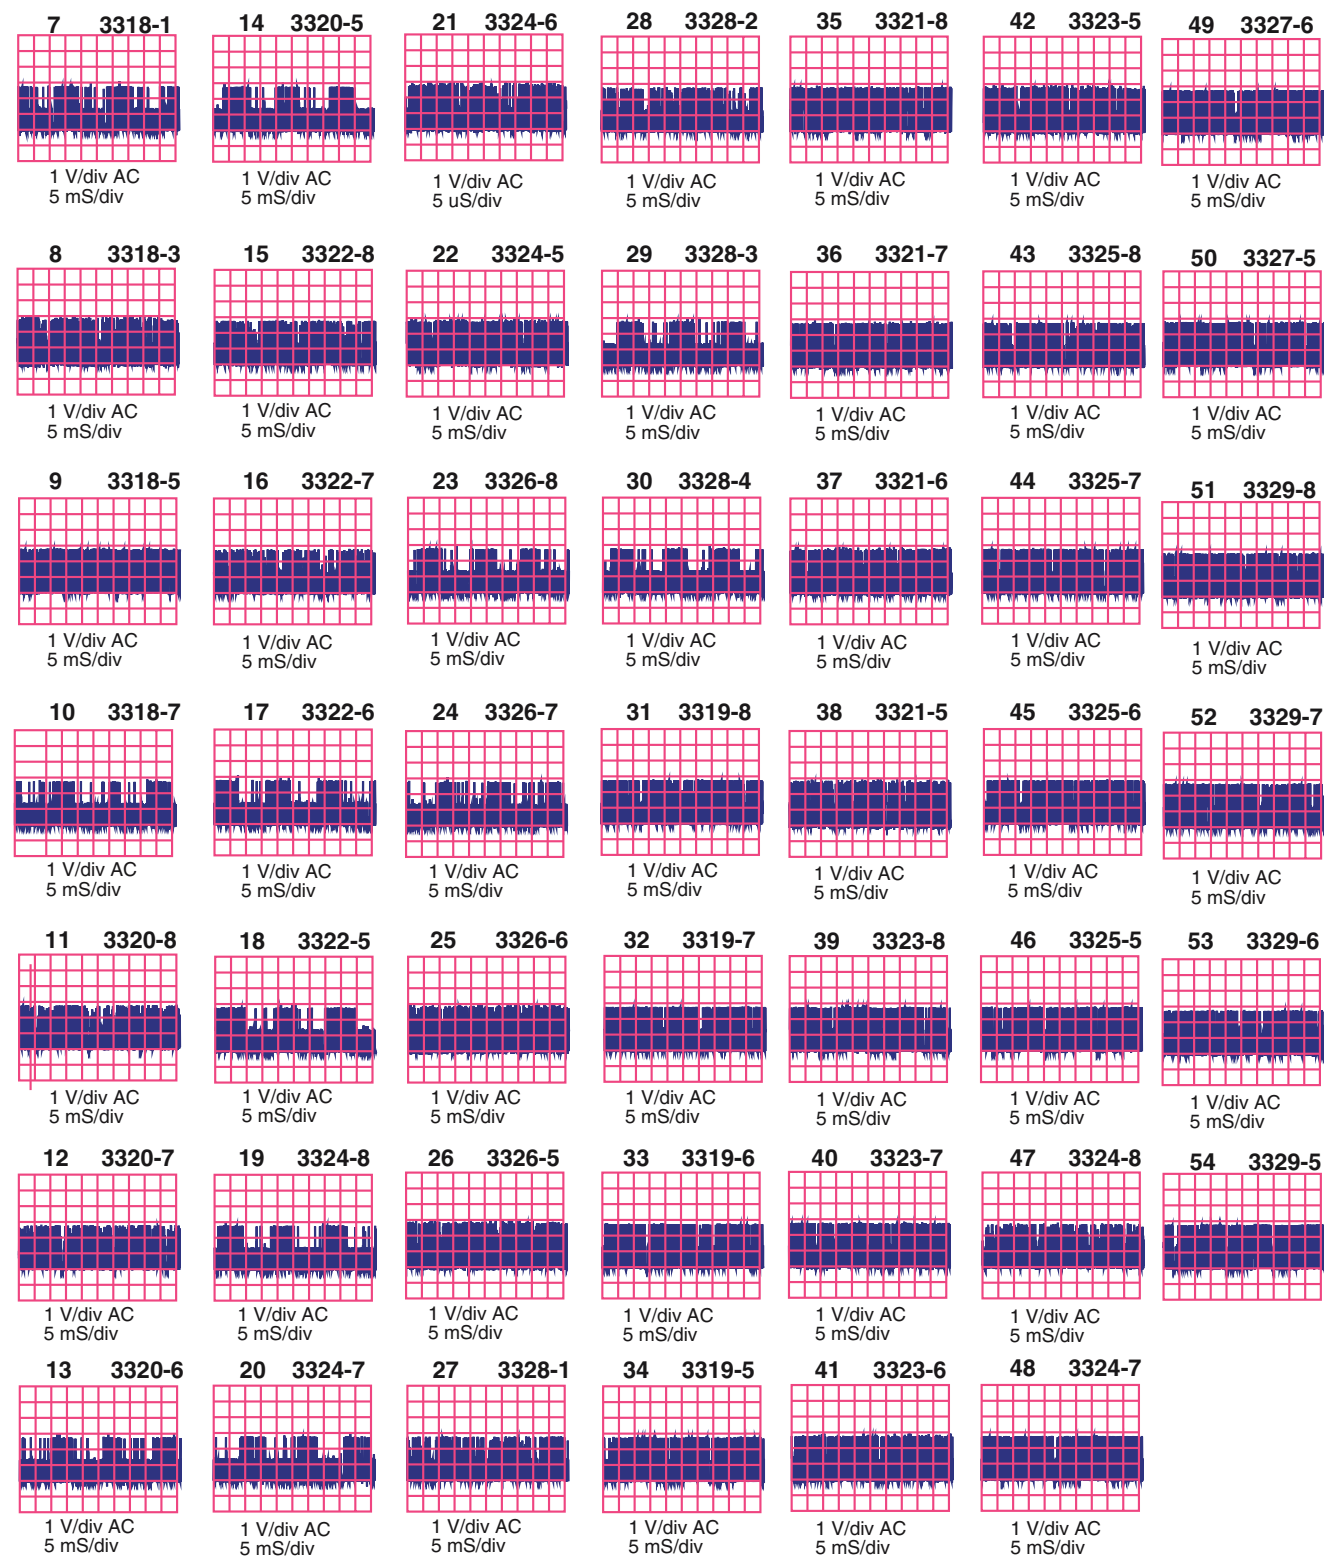 7 3318-1
1 V/div AC
5 mS/div
8 3318-3
1 V/div AC
5 mS/div
9 3318-5
1 V/div AC
5 mS/div
10 3318-7
1 V/div AC
5 mS/div
11 3320-8
1 V/div AC
5 mS/div
12 3320-7
1 V/div AC
5 mS/div
13 3320-6
1 V/div AC
5 mS/div
14 3320-5
1 V/div AC
5 mS/div
15 3322-8
1 V/div AC
5 mS/div
16 3322-7
1 V/div AC
5 mS/div
17 3322-6
1 V/div AC
5 mS/div
18 3322-5
1 V/div AC
5 mS/div
19 3324-8
1 V/div AC
5 mS/div
20 3324-7
1 V/div AC
5 mS/div
21 3324-6
1 V/div AC
5 uS/div
22 3324-5
1 V/div AC
5 mS/div
23 3326-8
1 V/div AC
5 mS/div
24 3326-7
1 V/div AC
5 mS/div
25 3326-6
1 V/div AC
5 mS/div
26 3326-5
1 V/div AC
5 mS/div
27 3328-1
1 V/div AC
5 mS/div
28 3328-2
1 V/div AC
5 mS/div
29 3328-3
1 V/div AC
5 mS/div
30 3328-4
1 V/div AC
5 mS/div
31 3319-8
1 V/div AC
5 mS/div
32 3319-7
1 V/div AC
5 mS/div
33 3319-6
1 V/div AC
5 mS/div
34 3319-5
1 V/div AC
5 mS/div
35 3321-8
1 V/div AC
5 mS/div
36 3321-7
1 V/div AC
5 mS/div
37 3321-6
1 V/div AC
5 mS/div
38 3321-5
1 V/div AC
5 mS/div
39 3323-8
1 V/div AC
5 mS/div
40 3323-7
1 V/div AC
5 mS/div
41 3323-6
1 V/div AC
5 mS/div
42 3323-5
1 V/div AC
5 mS/div
43 3325-8
1 V/div AC
5 mS/div
44 3325-7
1 V/div AC
5 mS/div
45 3325-6
1 V/div AC
5 mS/div
46 3325-5
1 V/div AC
5 mS/div
47 3324-8
1 V/div AC
5 mS/div
48 3324-7
1 V/div AC
5 mS/div
49 3327-6
1 V/div AC
5 mS/div
50 3327-5
1 V/div AC
5 mS/div
51 3329-8
1 V/div AC
5 mS/div
52 3329-7
1 V/div AC
5 mS/div
53 3329-6
1 V/div AC
5 mS/div
54 3329-5